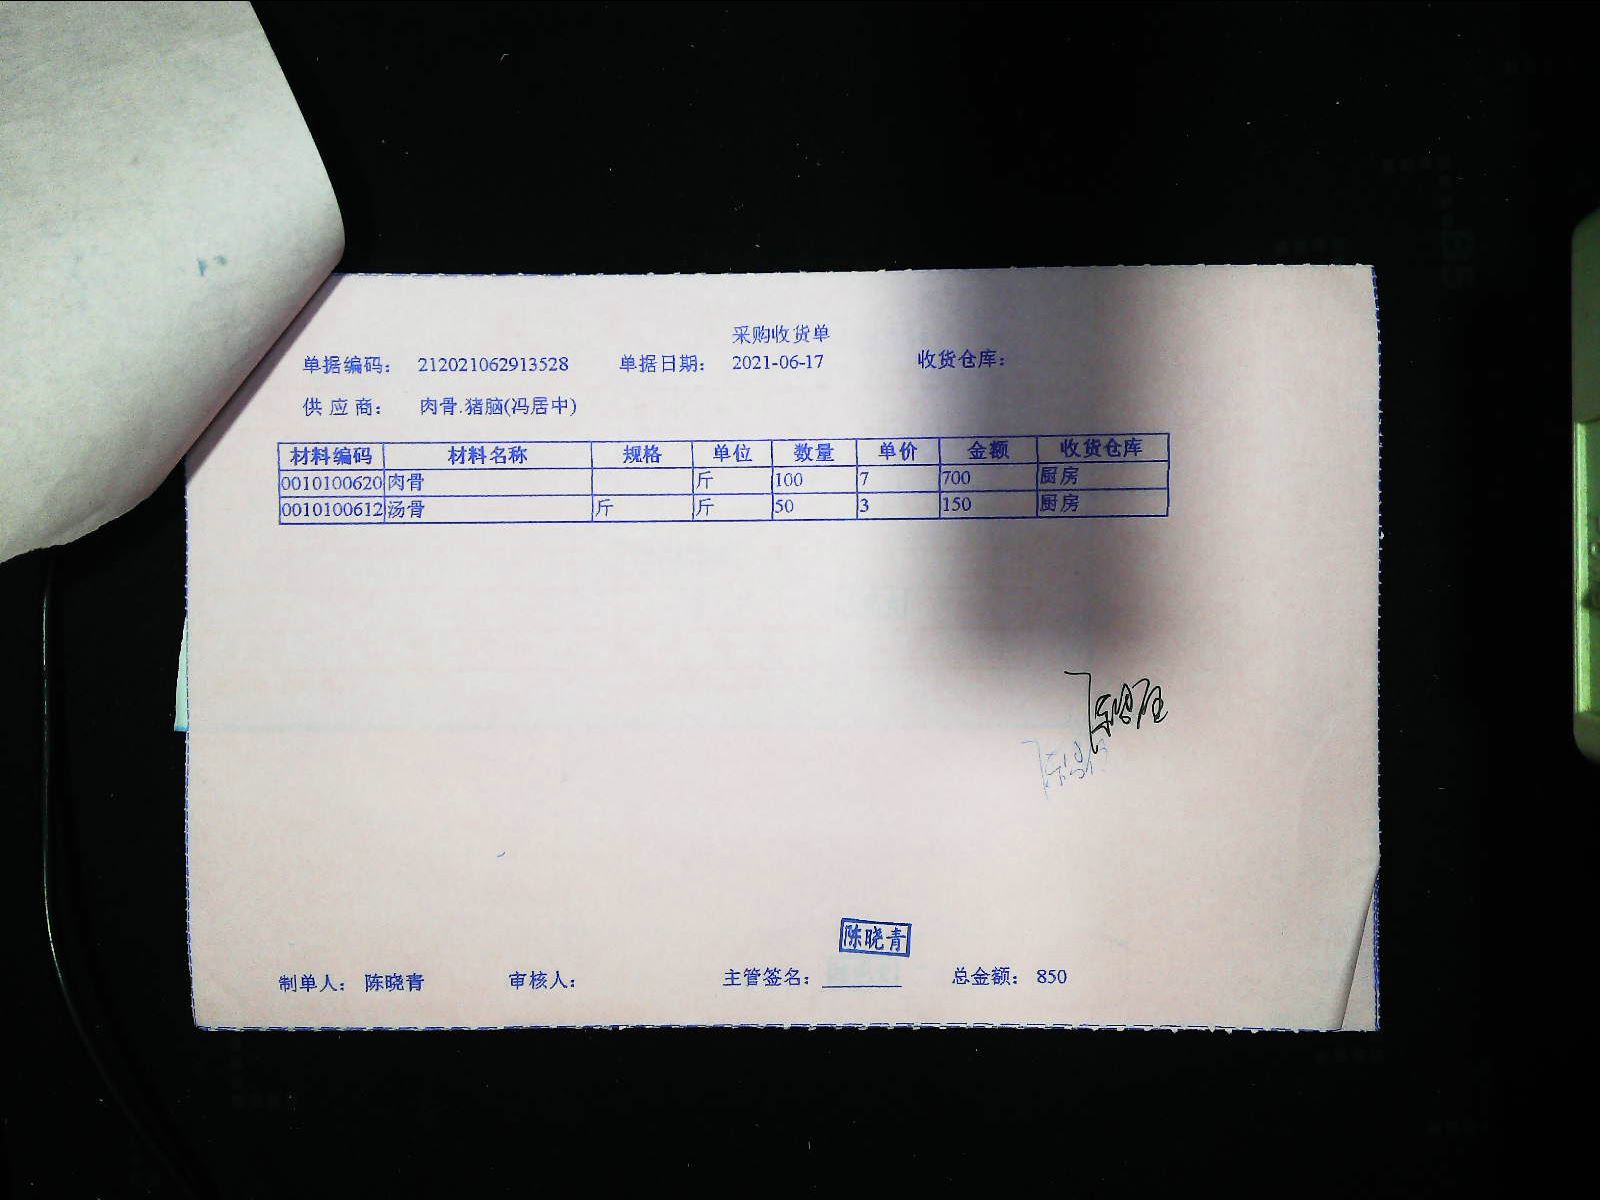 采购收货单
单据编码: 212021062913528 单据日期: 2021-06-17 收货仓库:
供应商: 肉骨.猪脑(冯居中)
材料编码 材料名称 规格 单位 数量 单价 金额 收货仓库
0010100620 肉骨 斤 100 7 700 厨房
0010100612 汤骨 斤 斤 50 3 150 厨房
陈晓青
制单人: 陈晓青 审核人: 主管签名: 总金额: 850